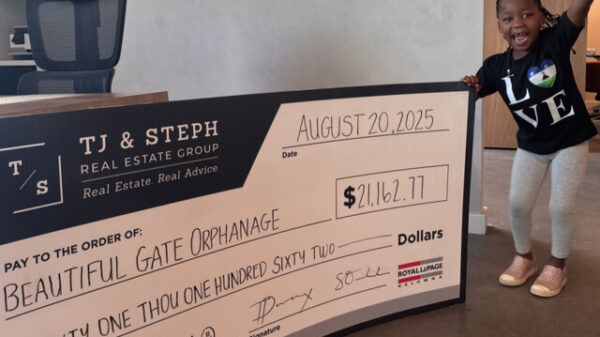 TJ & STEPH
REAL ESTATE GROUP
Real Estate. Real Advice.
T/S
AUGUST 20, 2025
Date
$21,162.77
PAY TO THE ORDER OF:
BEAUTIFUL GATE ORPHANAGE
ONE THOU ONE HUNDRED SIXTY TWO
Dollars
ROYAL LEPAGE
KELOWNA
Signature
LOVE